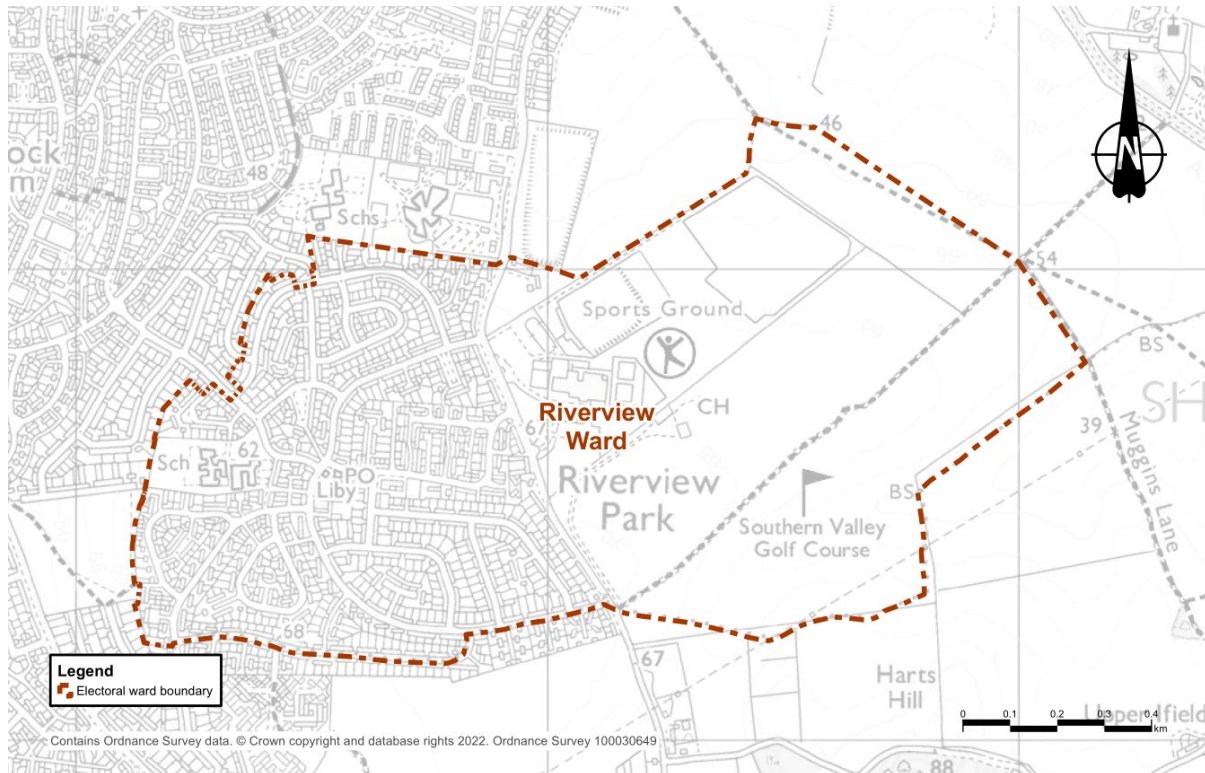 46
48
Schs
N
54
Sports Ground
BS
CH
Riverview
Ward
39
Muggins Lane
SH
Sch
62
PO
Liby
Riverview
Park
BS
Southern Valley
Golf Course
67
Harts
Hill
Legend
Electoral ward boundary
0 0.1 0.2 0.3 0.4
km
Contains Ordnance Survey data. © Crown copyright and database rights 2022. Ordnance Survey 100030649
88